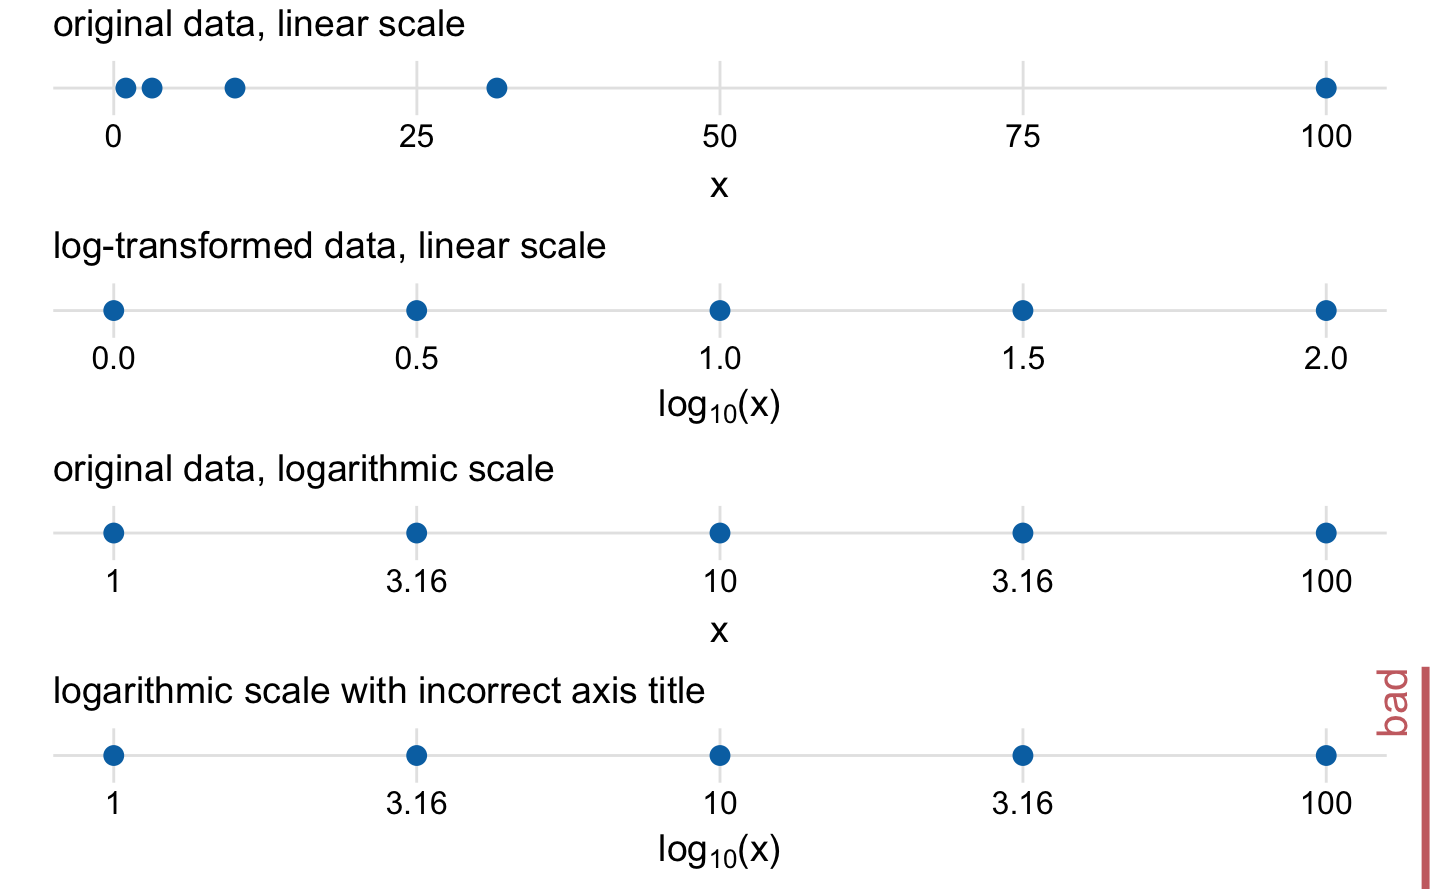 original data, linear scale
0 25 50 75 100
x
log-transformed data, linear scale
0.0 0.5 1.0 1.5 2.0
log₁₀(x)
original data, logarithmic scale
1 3.16 10 3.16 100
x
logarithmic scale with incorrect axis title
bad
1 3.16 10 3.16 100
log₁₀(x)